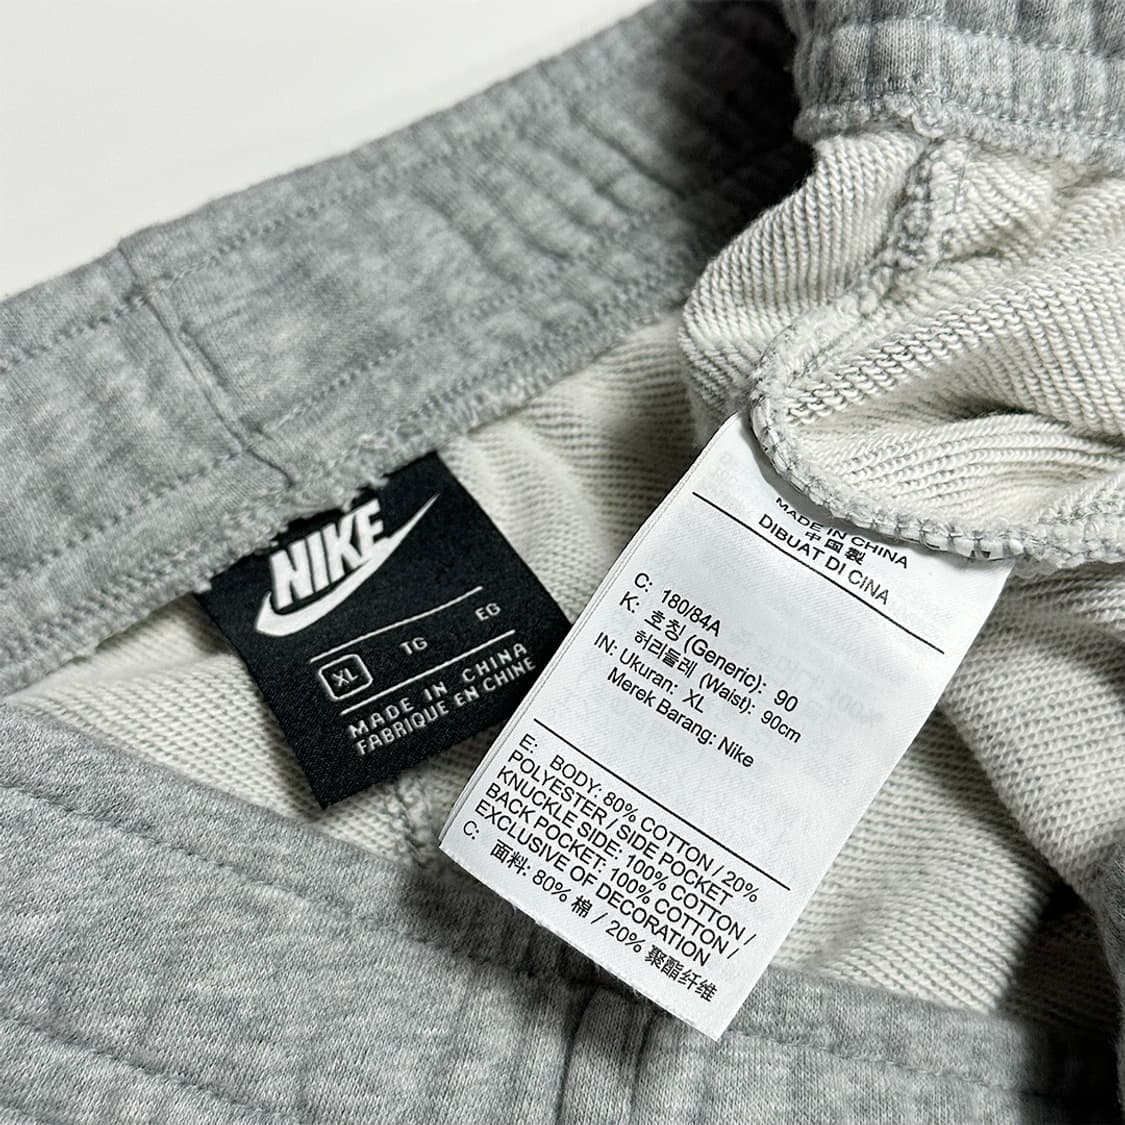 NIKE
XL TG EG
MADE IN CHINA
FABRIQUE EN CHINE
MADE IN CHINA
中国製
DIBUAT DI CINA
C: 180/84A
K: 호칭 (Generic): 90
허리둘레 (Waist): 90cm
IN: Ukuran: XL
Merek Barang: Nike
E: BODY: 80% COTTON / 20%
POLYESTER / SIDE POCKET
KNUCKLE SIDE: 100% COTTON /
BACK POCKET: 100% COTTON /
EXCLUSIVE OF DECORATION
C: 面料: 80% 棉 / 20% 聚酯纤维